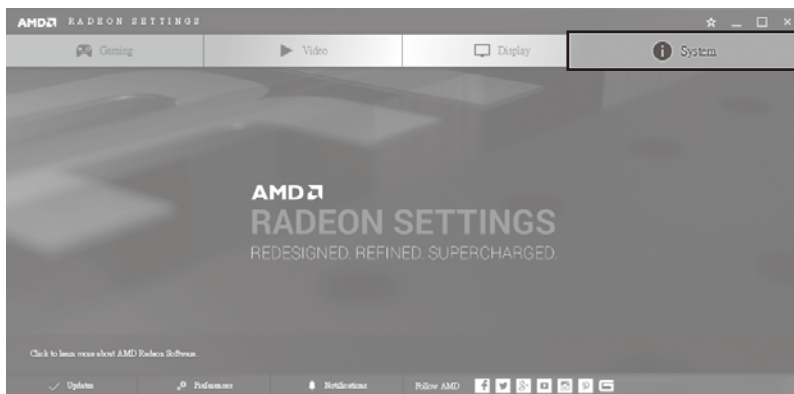 AMD RADEON SETTINGS
Gaming Video Display System
AMD
RADEON SETTINGS
REDESIGNED. REFINED. SUPERCHARGED.
Click to learn more about AMD Radeon Software.
Updates Preferences Notifications Follow AMD